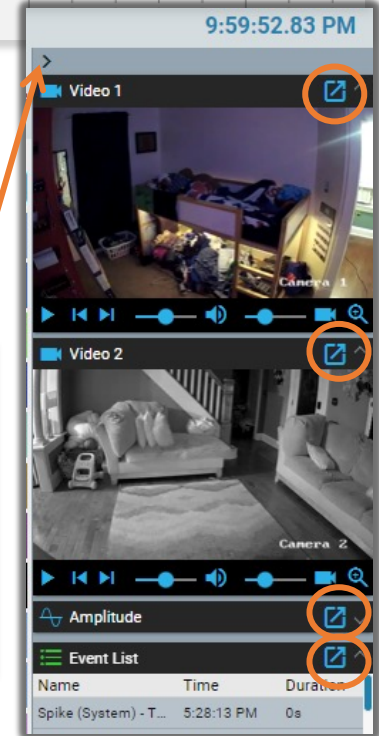 9:59:52.83 PM
Video 1
Camera 1
Video 2
Camera 2
Amplitude
Event List
Name Time Duration
Spike (System) - T... 5:28:13 PM 0s